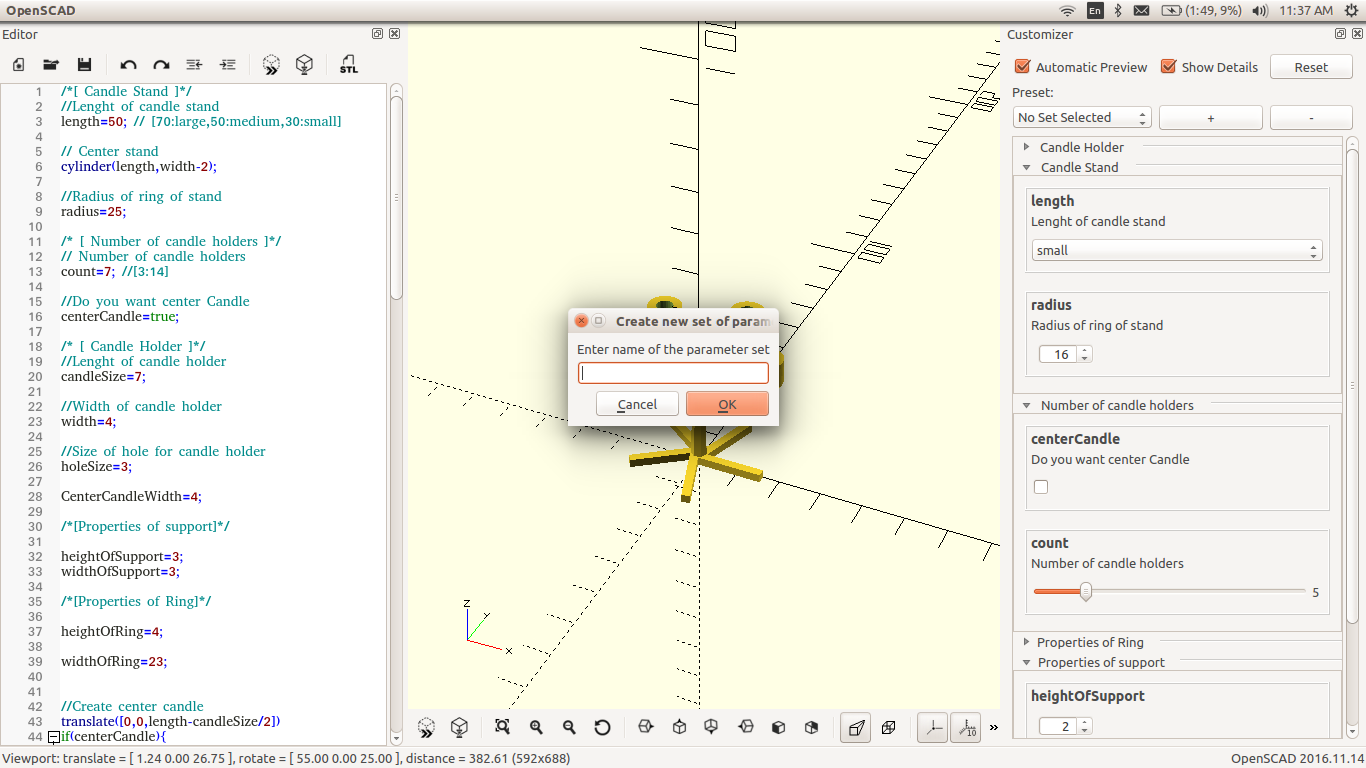 OpenSCAD
En
(1:49, 9%)
11:37 AM
Editor
STL
1 /*[ Candle Stand ]*/
2 //Lenght of candle stand
3 length=50; // [70:large,50:medium,30:small]
4
5 // Center stand
6 cylinder(length,width-2);
7
8 //Radius of ring of stand
9 radius=25;
10
11 /* [ Number of candle holders ]*/
12 // Number of candle holders
13 count=7; //[3:14]
14
15 //Do you want center Candle
16 centerCandle=true;
17
18 /* [ Candle Holder ]*/
19 //Lenght of candle holder
20 candleSize=7;
21
22 //Width of candle holder
23 width=4;
24
25 //Size of hole for candle holder
26 holeSize=3;
27
28 CenterCandleWidth=4;
29
30 /*[Properties of support]*/
31
32 heightOfSupport=3;
33 widthOfSupport=3;
34
35 /*[Properties of Ring]*/
36
37 heightOfRing=4;
38
39 widthOfRing=23;
40
41
42 //Create center candle
43 translate([0,0,length-candleSize/2])
44 if(centerCandle){
Create new set of param
Enter name of the parameter set
Cancel
OK
z
y
x
10
»
Customizer
Automatic Preview
Show Details
Reset
Preset:
No Set Selected
+
-
Candle Holder
Candle Stand
length
Lenght of candle stand
small
radius
Radius of ring of stand
16
Number of candle holders
centerCandle
Do you want center Candle
count
Number of candle holders
5
Properties of Ring
Properties of support
heightOfSupport
2
Viewport: translate = [ 1.24 0.00 26.75 ], rotate = [ 55.00 0.00 25.00 ], distance = 382.61 (592x688)
OpenSCAD 2016.11.14